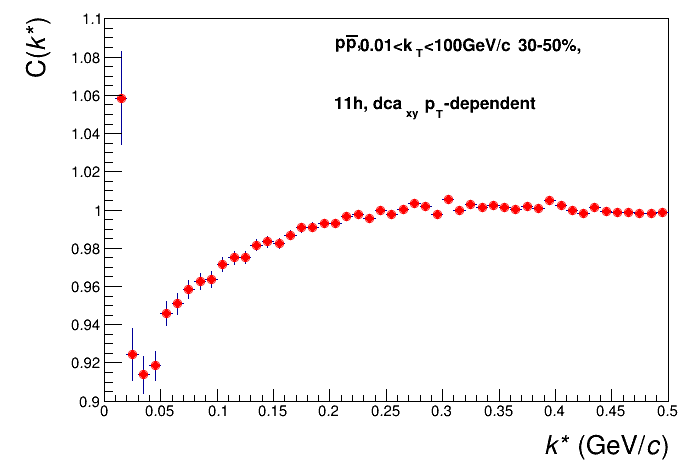 C(k*)
1.1
1.08
1.06
1.04
1.02
1
0.98
0.96
0.94
0.92
0.9
pp̅,0.01<k_T<100GeV/c 30-50%,
11h, dca_xy p_T-dependent
0 0.05 0.1 0.15 0.2 0.25 0.3 0.35 0.4 0.45 0.5
k* (GeV/c)